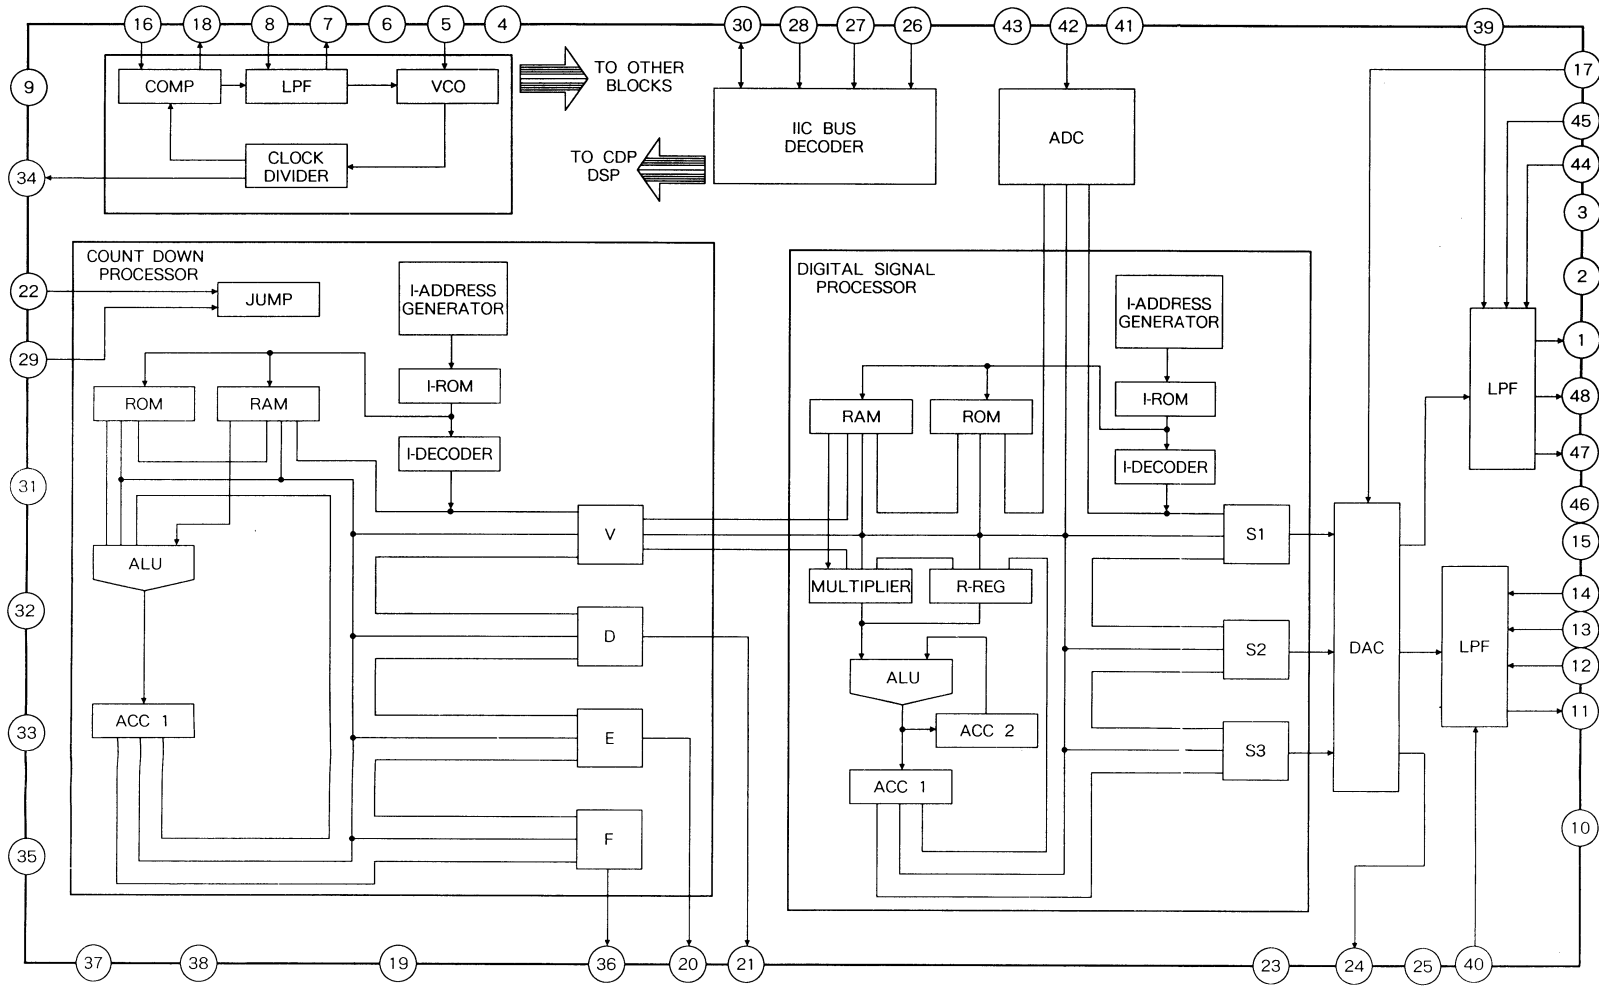 16 18 8 7 6 5 4 30 28 27 26 43 42 41 39
9
17
45
44
34
3
COMP LPF VCO
CLOCK
DIVIDER
TO OTHER
BLOCKS
TO CDP
DSP
IIC BUS
DECODER
ADC
2
22
29
31
32
33
35
COUNT DOWN
PROCESSOR
JUMP
I-ADDRESS
GENERATOR
I-ROM
I-DECODER
ROM RAM
ALU
ACC 1
V
D
E
F
DIGITAL SIGNAL
PROCESSOR
I-ADDRESS
GENERATOR
I-ROM
I-DECODER
RAM ROM
MULTIPLIER R-REG
ALU
ACC 2
ACC 1
S1
S2
S3
DAC
LPF
LPF
1
48
47
46
15
14
13
12
11
10
37 38 19 36 20 21 23 24 25 40